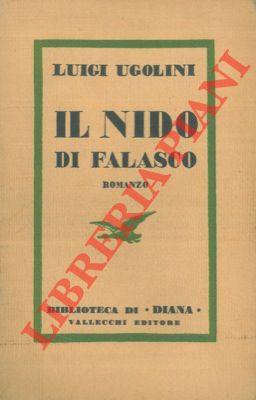 LUIGI UGOLINI
IL NIDO
DI FALASCO
ROMANZO
BIBLIOTECA DI • DIANA •
VALLECCHI EDITORE
LIBRERIAPIANI